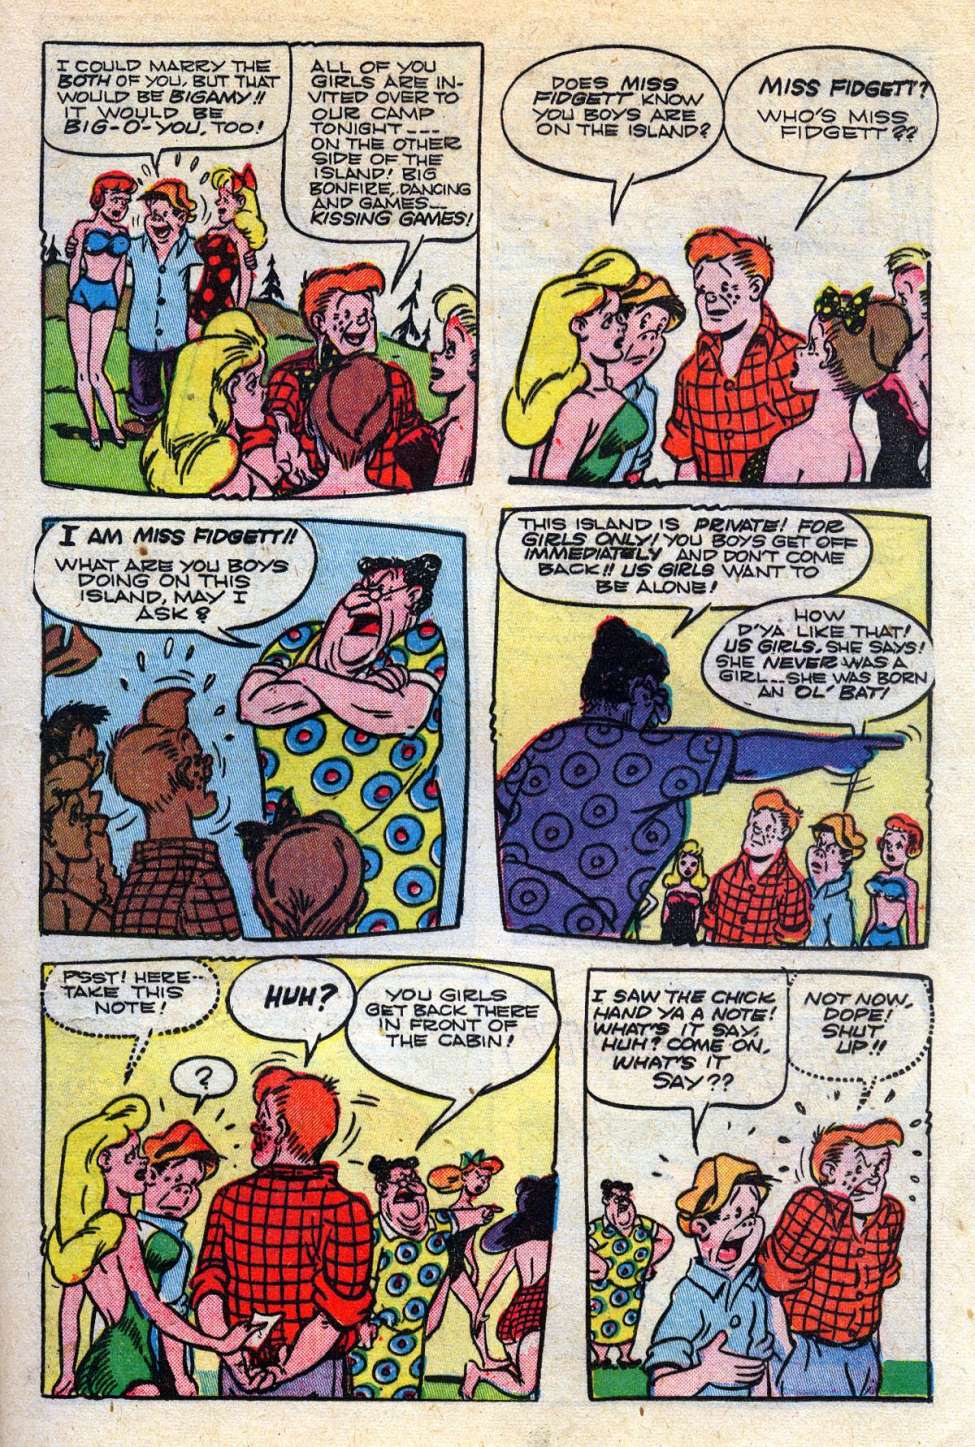 I COULD MARRY THE
BOTH OF YOU, BUT THAT
WOULD BE BIGAMY!!
IT WOULD BE
BIG-O'-YOU, TOO!
ALL OF YOU
GIRLS ARE IN-
VITED OVER TO
OUR CAMP
TONIGHT----
ON THE OTHER
SIDE OF THE
ISLAND! BIG
BONFIRE, DANCING
AND GAMES--
KISSING GAMES!
DOES MISS
FIDGETT KNOW
YOU BOYS ARE
ON THE ISLAND?
MISS FIDGETT?
WHO'S MISS
FIDGETT??
I AM MISS FIDGETT!!
WHAT ARE YOU BOYS
DOING ON THIS
ISLAND, MAY I
ASK?
THIS ISLAND IS PRIVATE! FOR
GIRLS ONLY! YOU BOYS GET OFF
IMMEDIATELY AND DON'T COME
BACK!! US GIRLS WANT TO
BE ALONE!
HOW
D'YA LIKE THAT!
US GIRLS, SHE SAYS!
SHE NEVER WAS A
GIRL--SHE WAS BORN
AN OL' BAT!
PSST! HERE--
TAKE THIS
NOTE!
?
HUH?
YOU GIRLS
GET BACK THERE
IN FRONT OF
THE CABIN!
I SAW THE CHICK
HAND YA A NOTE!
WHAT'S IT SAY,
HUH? COME ON,
WHAT'S IT
SAY??
NOT NOW,
DOPE!
SHUT
UP!!